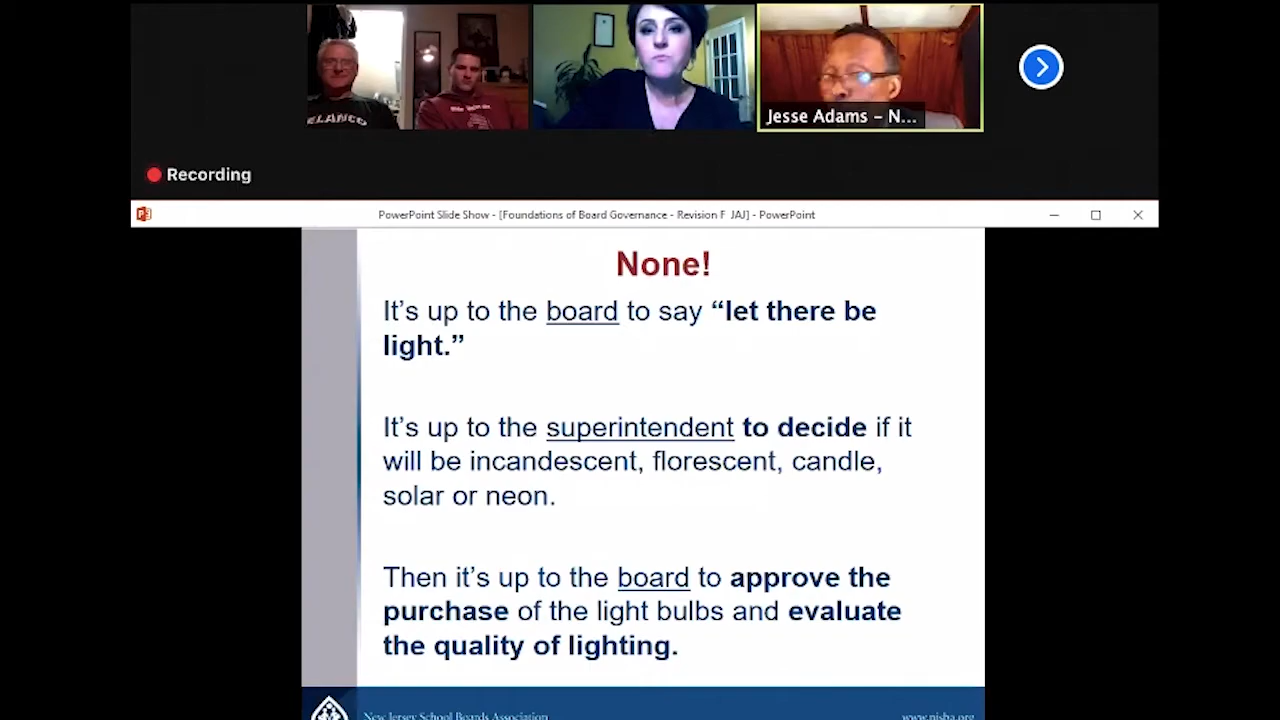 ELANCO
Jesse Adams – N...
Recording
PowerPoint Slide Show - [Foundations of Board Governance - Revision F JAJ] - PowerPoint
None!
It's up to the board to say “let there be
light.”
It's up to the superintendent to decide if it
will be incandescent, florescent, candle,
solar or neon.
Then it's up to the board to approve the
purchase of the light bulbs and evaluate
the quality of lighting.
New Jersey School Boards Association
www.njsba.org